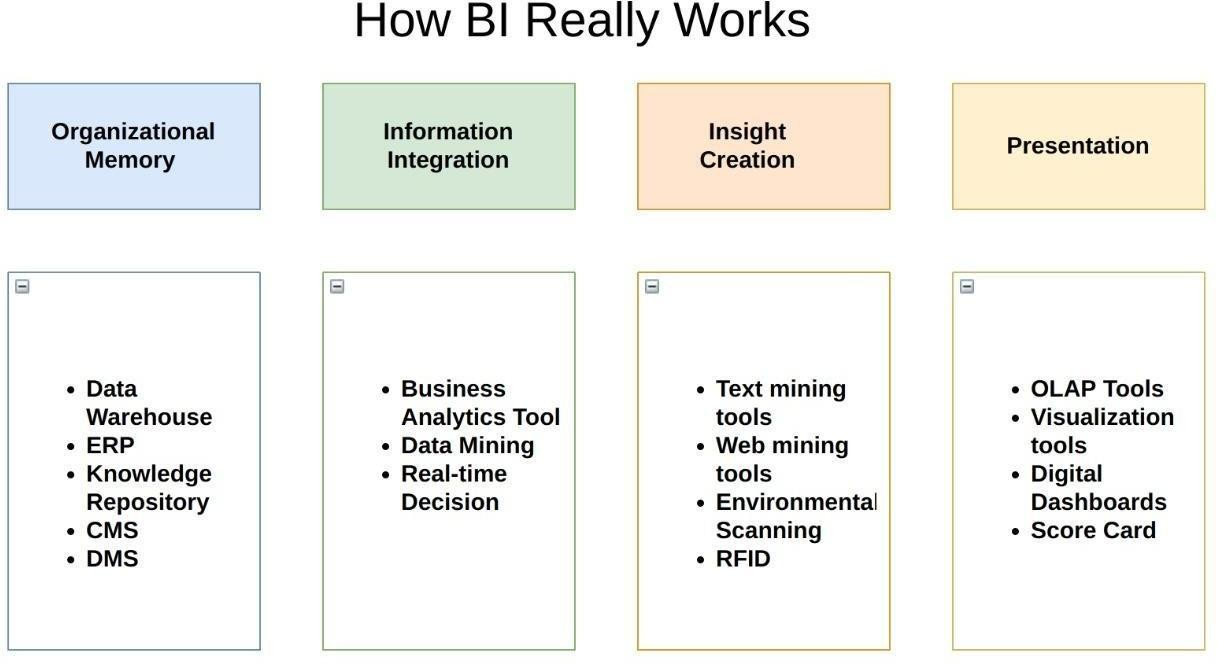 How BI Really Works
Organizational
Memory
Information
Integration
Insight
Creation
Presentation
• Data
Warehouse
• ERP
• Knowledge
Repository
• CMS
• DMS
• Business
Analytics Tool
• Data Mining
• Real-time
Decision
• Text mining
tools
• Web mining
tools
• Environmental
Scanning
• RFID
• OLAP Tools
• Visualization
tools
• Digital
Dashboards
• Score Card